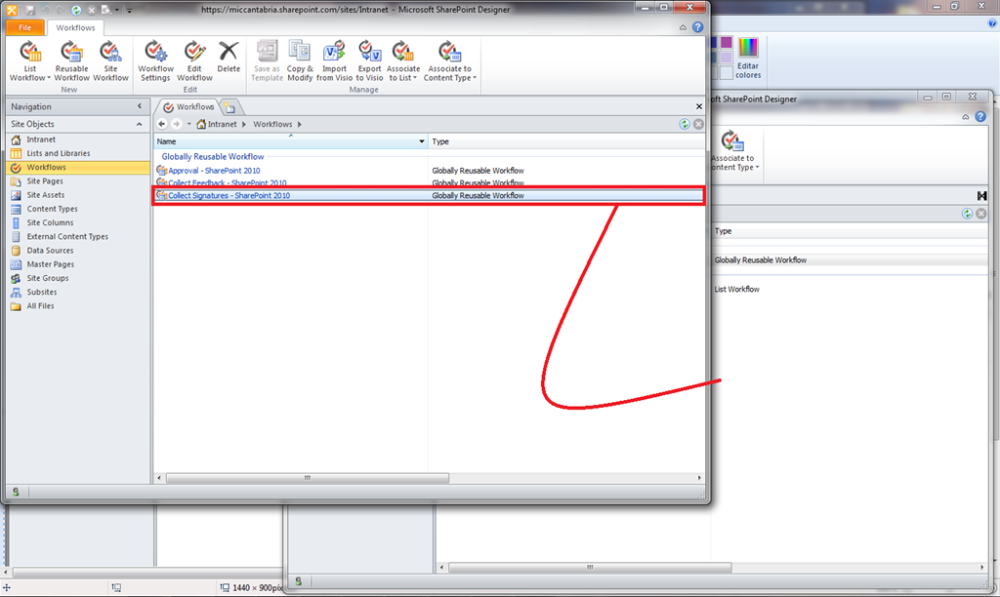 https://miccantabria.sharepoint.com/sites/Intranet - Microsoft SharePoint Designer
File
Workflows
List Workflow
Reusable Workflow
Site Workflow
Workflow Settings
Edit Workflow
Delete
Save as Template
Copy & Modify
Import from Visio
Export to Visio
Associate to List
Associate to Content Type
New
Edit
Manage
Editar colores
Navigation
Site Objects
Intranet
Lists and Libraries
Workflows
Site Pages
Site Assets
Content Types
Site Columns
External Content Types
Data Sources
Master Pages
Site Groups
Subsites
All Files
Workflows
Intranet
Workflows
Name
Type
Globally Reusable Workflow
Approval - SharePoint 2010
Globally Reusable Workflow
Collect Feedback - SharePoint 2010
Globally Reusable Workflow
Collect Signatures - SharePoint 2010
Globally Reusable Workflow
oft SharePoint Designer
Associate to
ontent Type
Type
Globally Reusable Workflow
List Workflow
1440 × 900pix